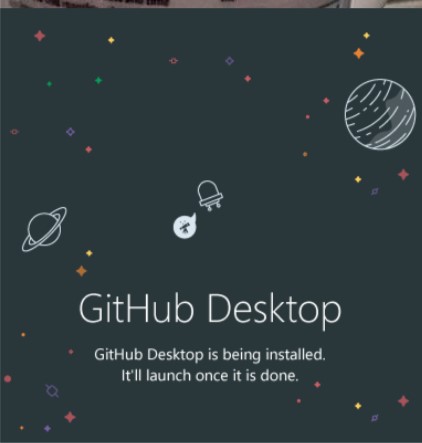 GitHub Desktop
GitHub Desktop is being installed.
It'll launch once it is done.